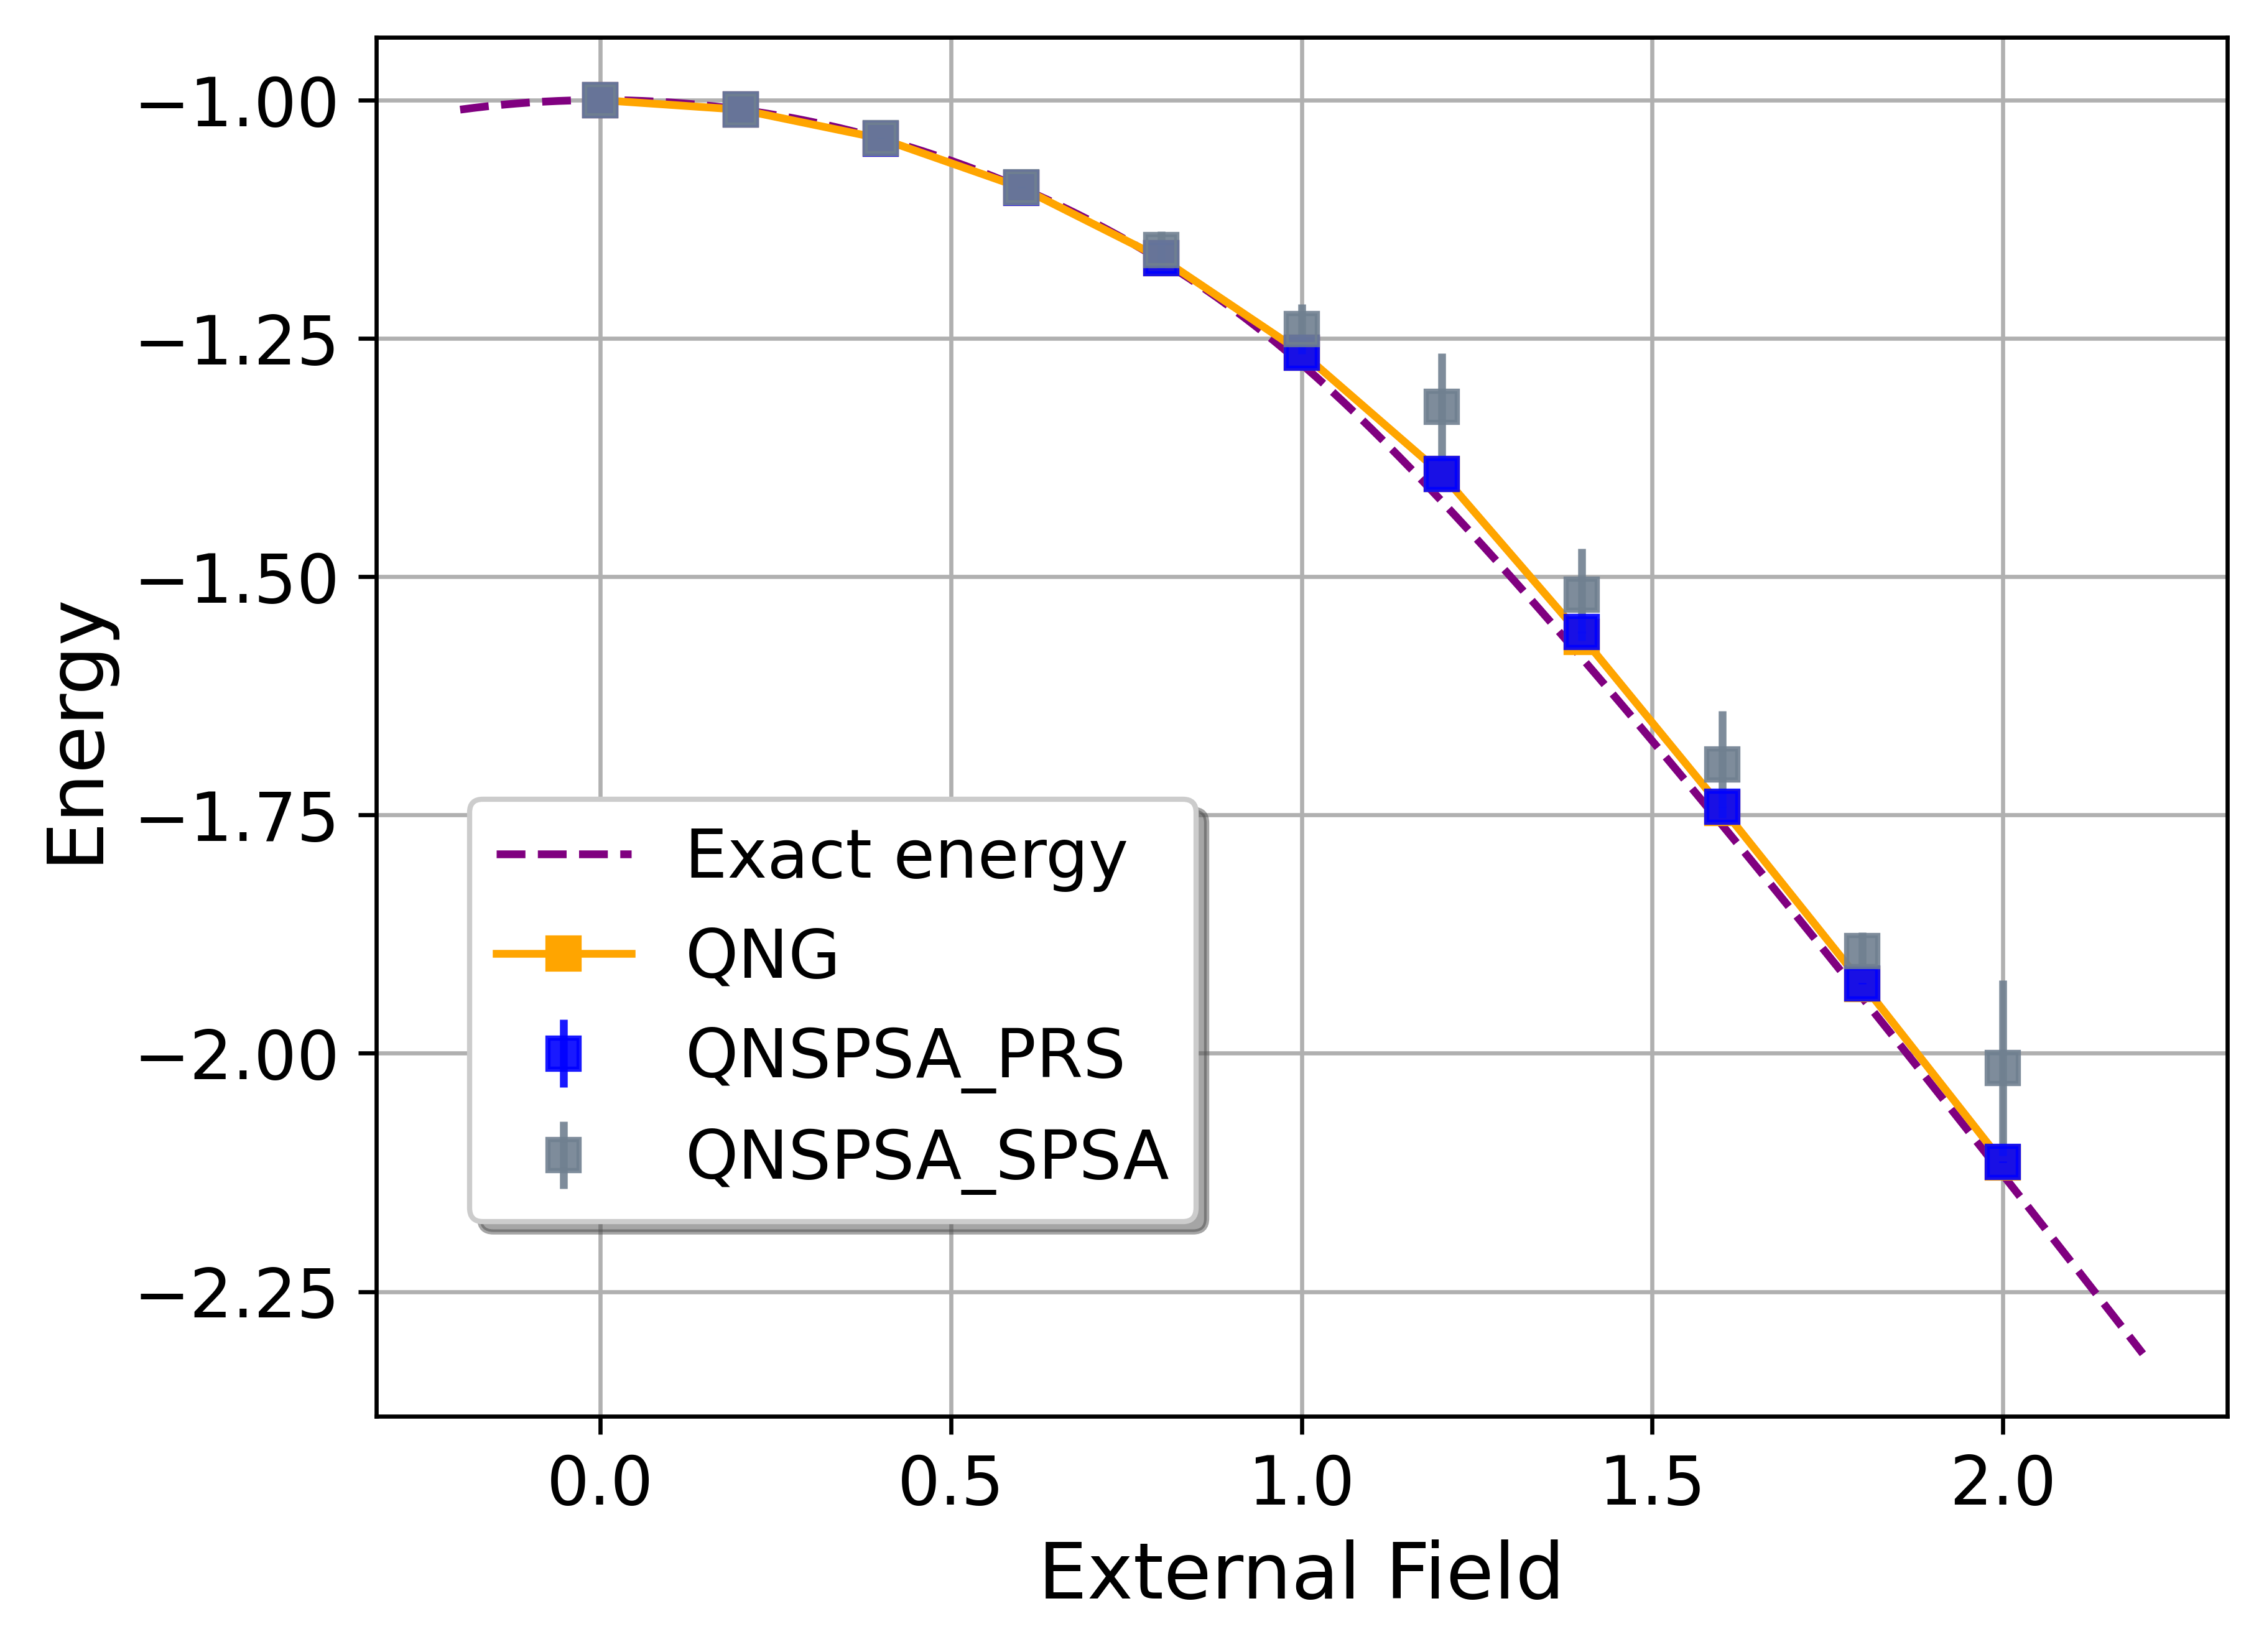 −1.00
−1.25
−1.50
−1.75
−2.00
−2.25
Energy
Exact energy
QNG
QNSPSA_PRS
QNSPSA_SPSA
0.0 0.5 1.0 1.5 2.0
External Field